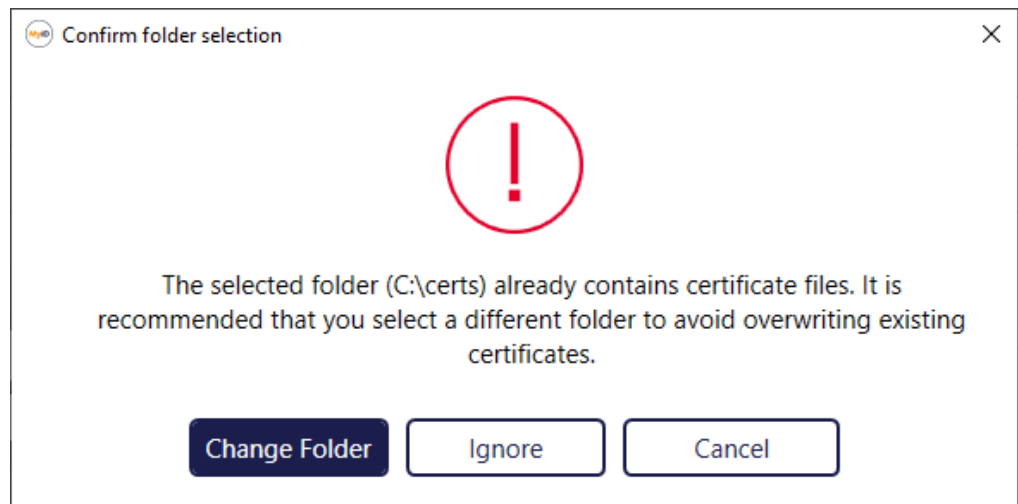 MyID
Confirm folder selection
!
The selected folder (C:\certs) already contains certificate files. It is
recommended that you select a different folder to avoid overwriting existing
certificates.
Change Folder
Ignore
Cancel